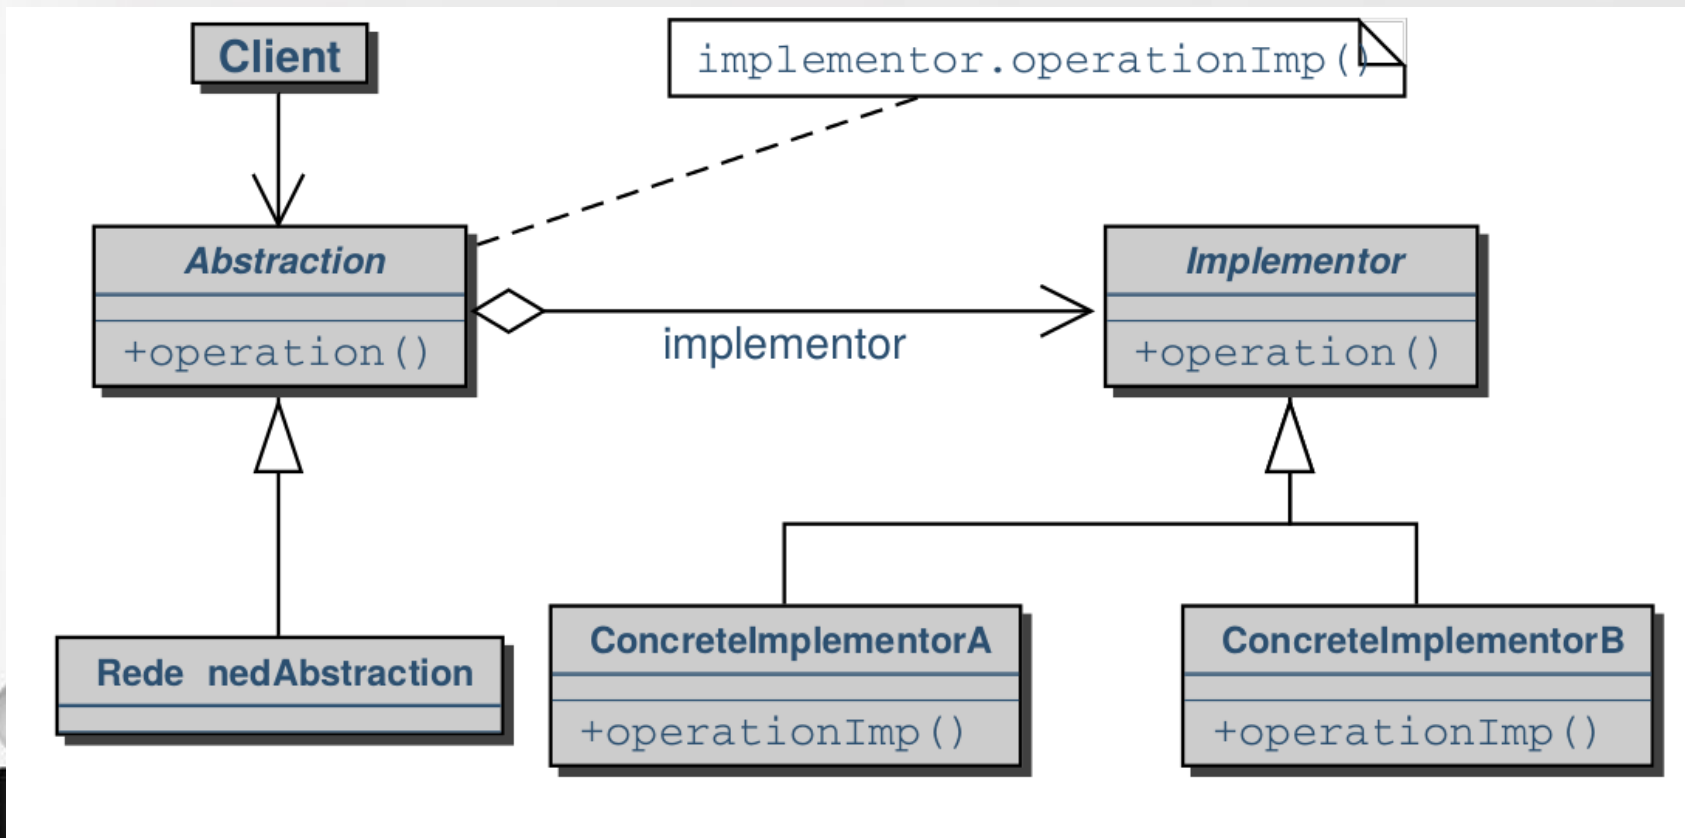 Client
implementor.operationImp()
Abstraction
+operation()
implementor
Implementor
+operation()
Rede nedAbstraction
ConcreteImplementorA
+operationImp()
ConcreteImplementorB
+operationImp()